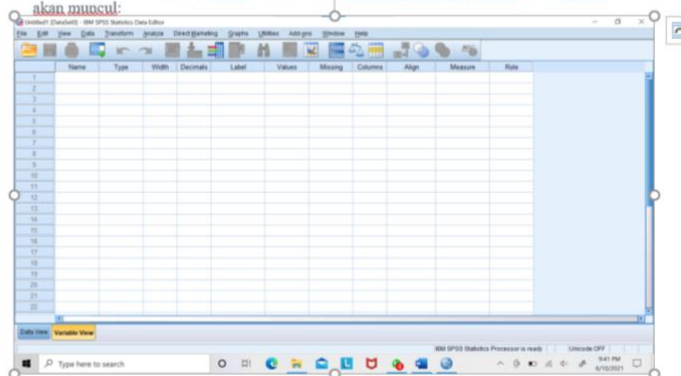 akan muncul:
Untitled1 [DataSet0] - IBM SPSS Statistics Data Editor
File Edit View Data Transform Analyze Direct Marketing Graphs Utilities Add-ons Window Help
Name Type Width Decimals Label Values Missing Columns Align Measure Role
1
2
3
4
5
6
7
8
9
10
11
12
13
14
15
16
17
18
19
20
21
22
Data View Variable View
IBM SPSS Statistics Processor is ready Unicode:OFF
Type here to search
9:41 PM
6/10/2021